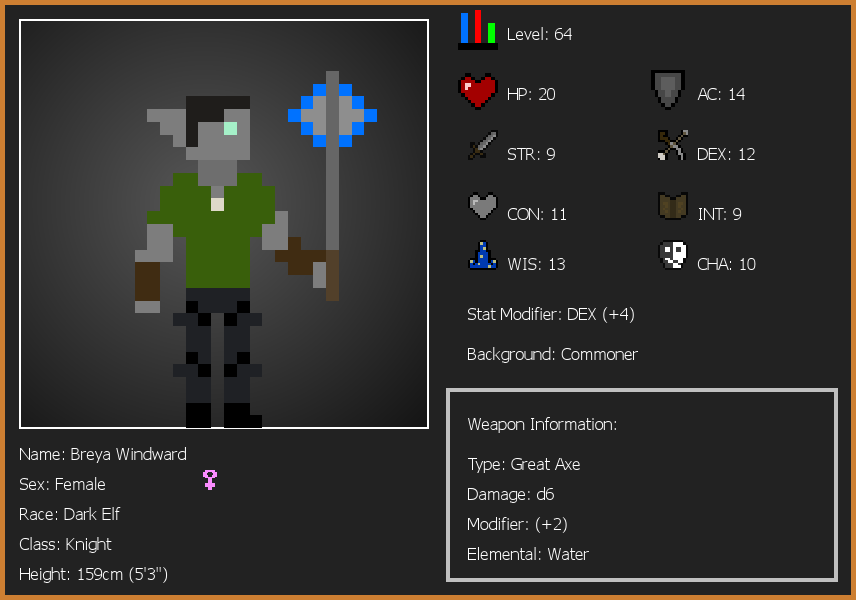 Level: 64
HP: 20
AC: 14
STR: 9
DEX: 12
CON: 11
INT: 9
WIS: 13
CHA: 10
Stat Modifier: DEX (+4)
Background: Commoner
Weapon Information:
Type: Great Axe
Damage: d6
Modifier: (+2)
Elemental: Water
Name: Breya Windward
Sex: Female
Race: Dark Elf
Class: Knight
Height: 159cm (5'3")